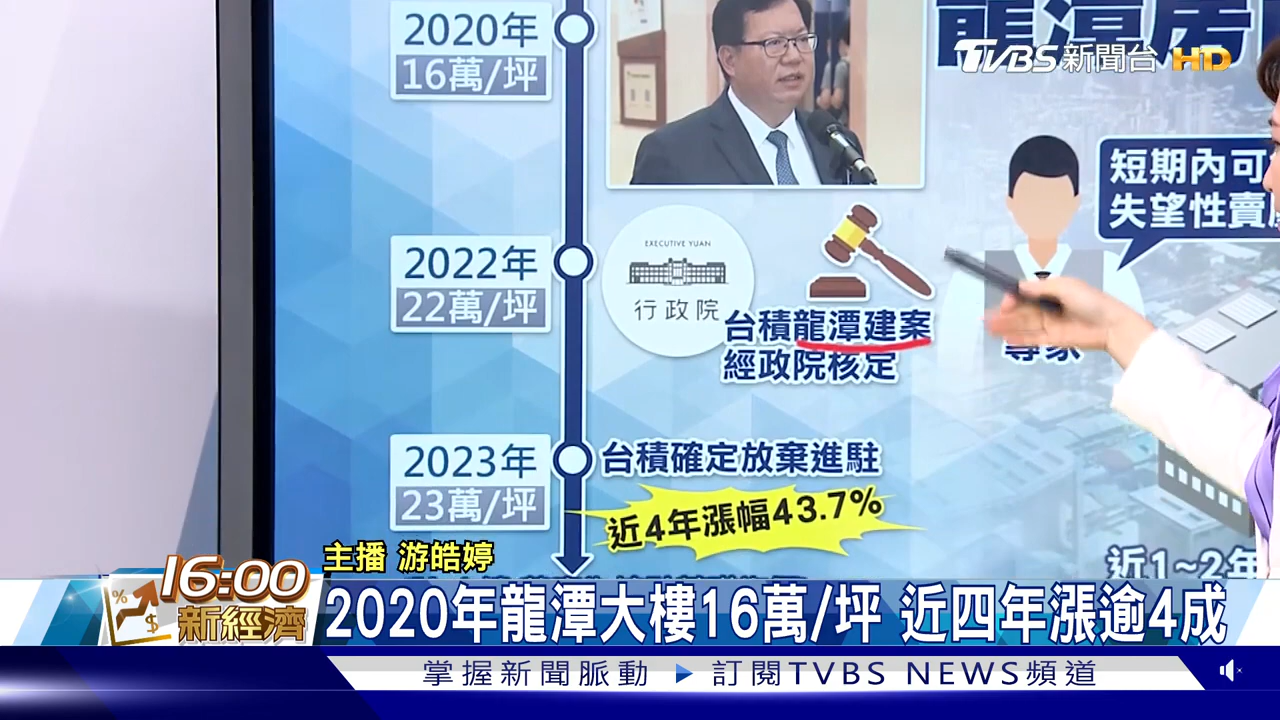 2020年
16萬/坪
TVBS新聞台 HD
短期內可
失望性賣
2022年
22萬/坪
EXECUTIVE YUAN
行政院
台積龍潭建案
經政院核定
專家
2023年
23萬/坪
台積確定放棄進駐
近4年漲幅43.7%
近1~2年
16:00
新經濟
主播 游皓婷
2020年龍潭大樓16萬/坪 近四年漲逾4成
掌握新聞脈動 ▶ 訂閱TVBS NEWS頻道